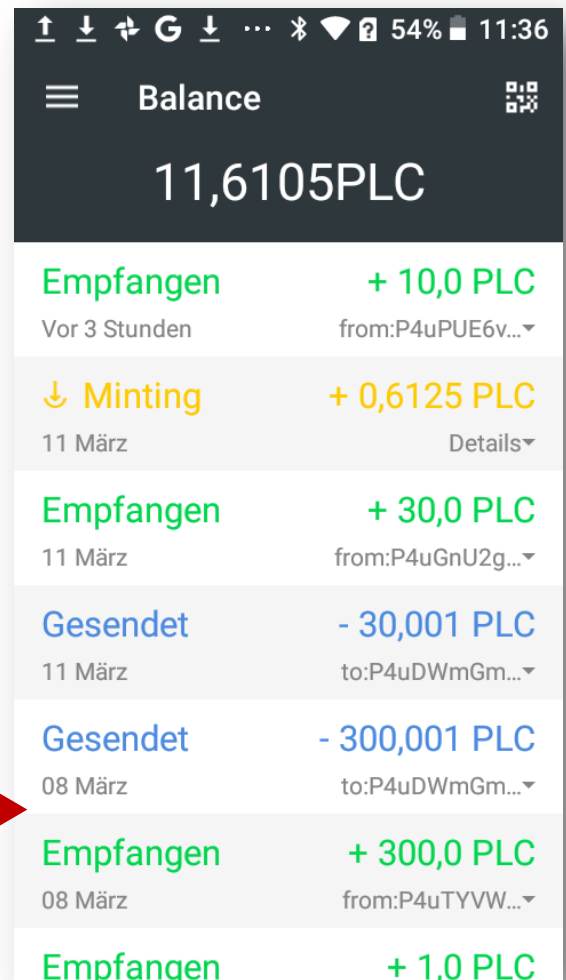 G ... ? 54% 11:36
Balance
11,6105PLC
Empfangen + 10,0 PLC
Vor 3 Stunden from:P4uPUE6v...
Minting + 0,6125 PLC
11 März Details
Empfangen + 30,0 PLC
11 März from:P4uGnU2g...
Gesendet - 30,001 PLC
11 März to:P4uDWmGm...
Gesendet - 300,001 PLC
08 März to:P4uDWmGm...
Empfangen + 300,0 PLC
08 März from:P4uTYVW...
Empfangen + 1,0 PLC